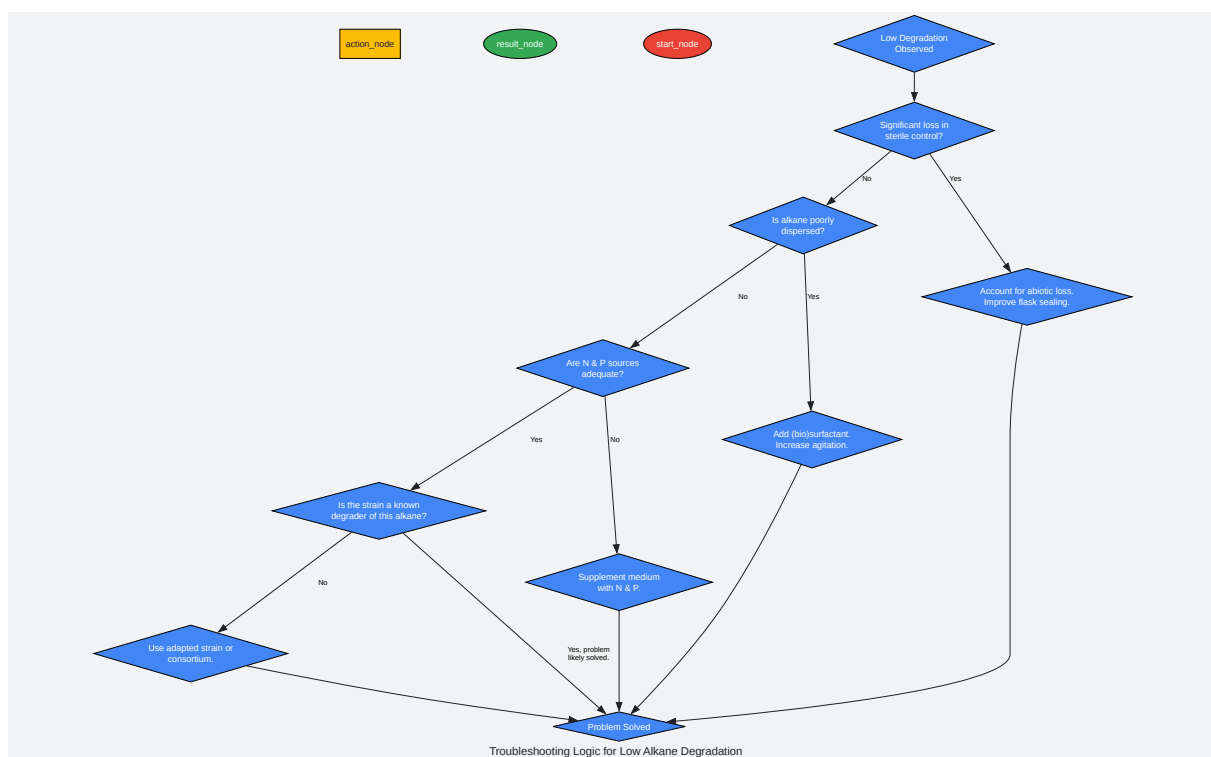 action_node
result_node
start_node
Low Degradation
Observed
Significant loss in
sterile control?
No
Yes
Is alkane poorly
dispersed?
Account for abiotic loss.
Improve flask sealing.
No
Yes
Are N & P sources
adequate?
Add (bio)surfactant.
Increase agitation.
Yes
No
Is the strain a known
degrader of this alkane?
Supplement medium
with N & P.
No
Use adapted strain or
consortium.
Yes, problem
likely solved.
Problem Solved
Troubleshooting Logic for Low Alkane Degradation